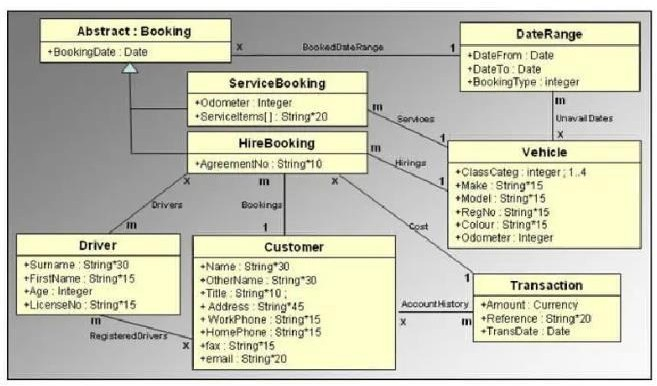 Abstract : Booking
+BookingDate : Date
X
BookedDateRange
1
DateRange
+DateFrom : Date
+DateTo : Date
+BookingType : integer
ServiceBooking
+Odometer : Integer
+ServiceItems[] : String*20
m
Services
1
m
UnavailDates
X
HireBooking
+AgreementNo : String*10
m
Hirings
1
Vehicle
+ClassCateg : integer ; 1..4
+Make : String*15
+Model : String*15
+RegNo : String*15
+Colour : String*15
+Odometer : Integer
X
m
X
Drivers
Bookings
Cost
m
1
1
Driver
+Surname : String*30
+FirstName : String*15
+Age : Integer
+LicenseNo : String*15
m
RegisteredDrivers
X
Customer
+Name : String*30
+OtherName : String*30
+Title : String*10 ;
+ Address : String*45
+ WorkPhone : String*15
+HomePhone : String*15
+fax : String*15
+email : String*20
AccountHistory
X
m
Transaction
+Amount : Currency
+Reference : String*20
+TransDate : Date